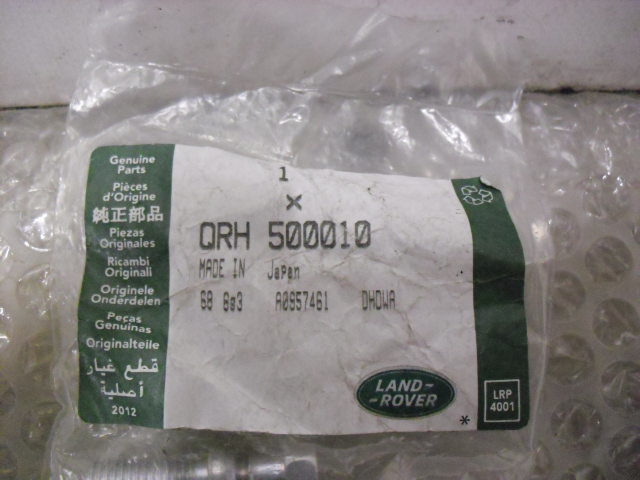 Genuine
Parts
Pièces
d'Origine
純正部品
Piezas
Originales
Ricambi
Originali
Originele
Onderdelen
Peças
Genuínas
Originalteile
قطع غيار
أصلية
2012
1
x
QRH 500010
MADE IN Japan
A0957461 DHDWA
LAND-
-ROVER
*
LRP
4001